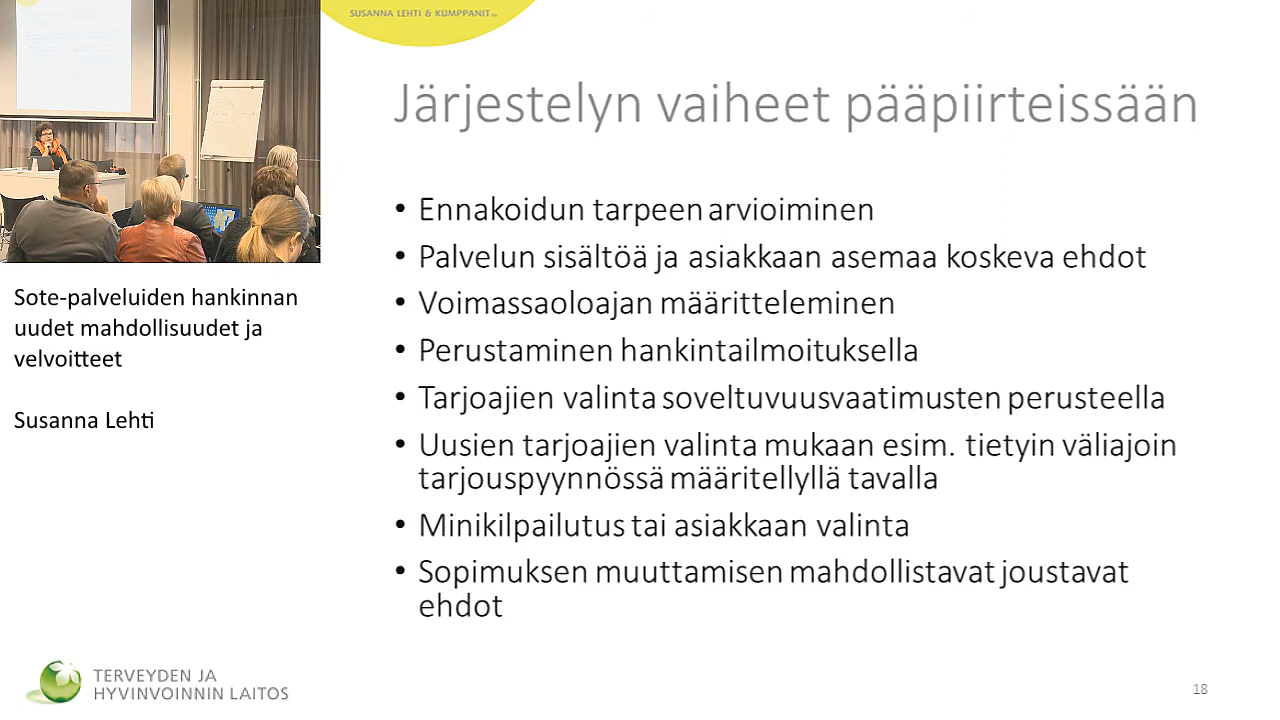 SUSANNA LEHTI & KUMPPANIT
Järjestelyn vaiheet pääpiirteissään
• Ennakoidun tarpeen arvioiminen
• Palvelun sisältöä ja asiakkaan asemaa koskeva ehdot
• Voimassaoloajan määritteleminen
• Perustaminen hankintailmoituksella
• Tarjoajien valinta soveltuvuusvaatimusten perusteella
• Uusien tarjoajien valinta mukaan esim. tietyin väliajoin
tarjouspyynnössä määritellyllä tavalla
• Minikilpailutus tai asiakkaan valinta
• Sopimuksen muuttamisen mahdollistavat joustavat
ehdot
Sote-palveluiden hankinnan
uudet mahdollisuudet ja
velvoitteet
Susanna Lehti
TERVEYDEN JA
HYVINVOINNIN LAITOS
18